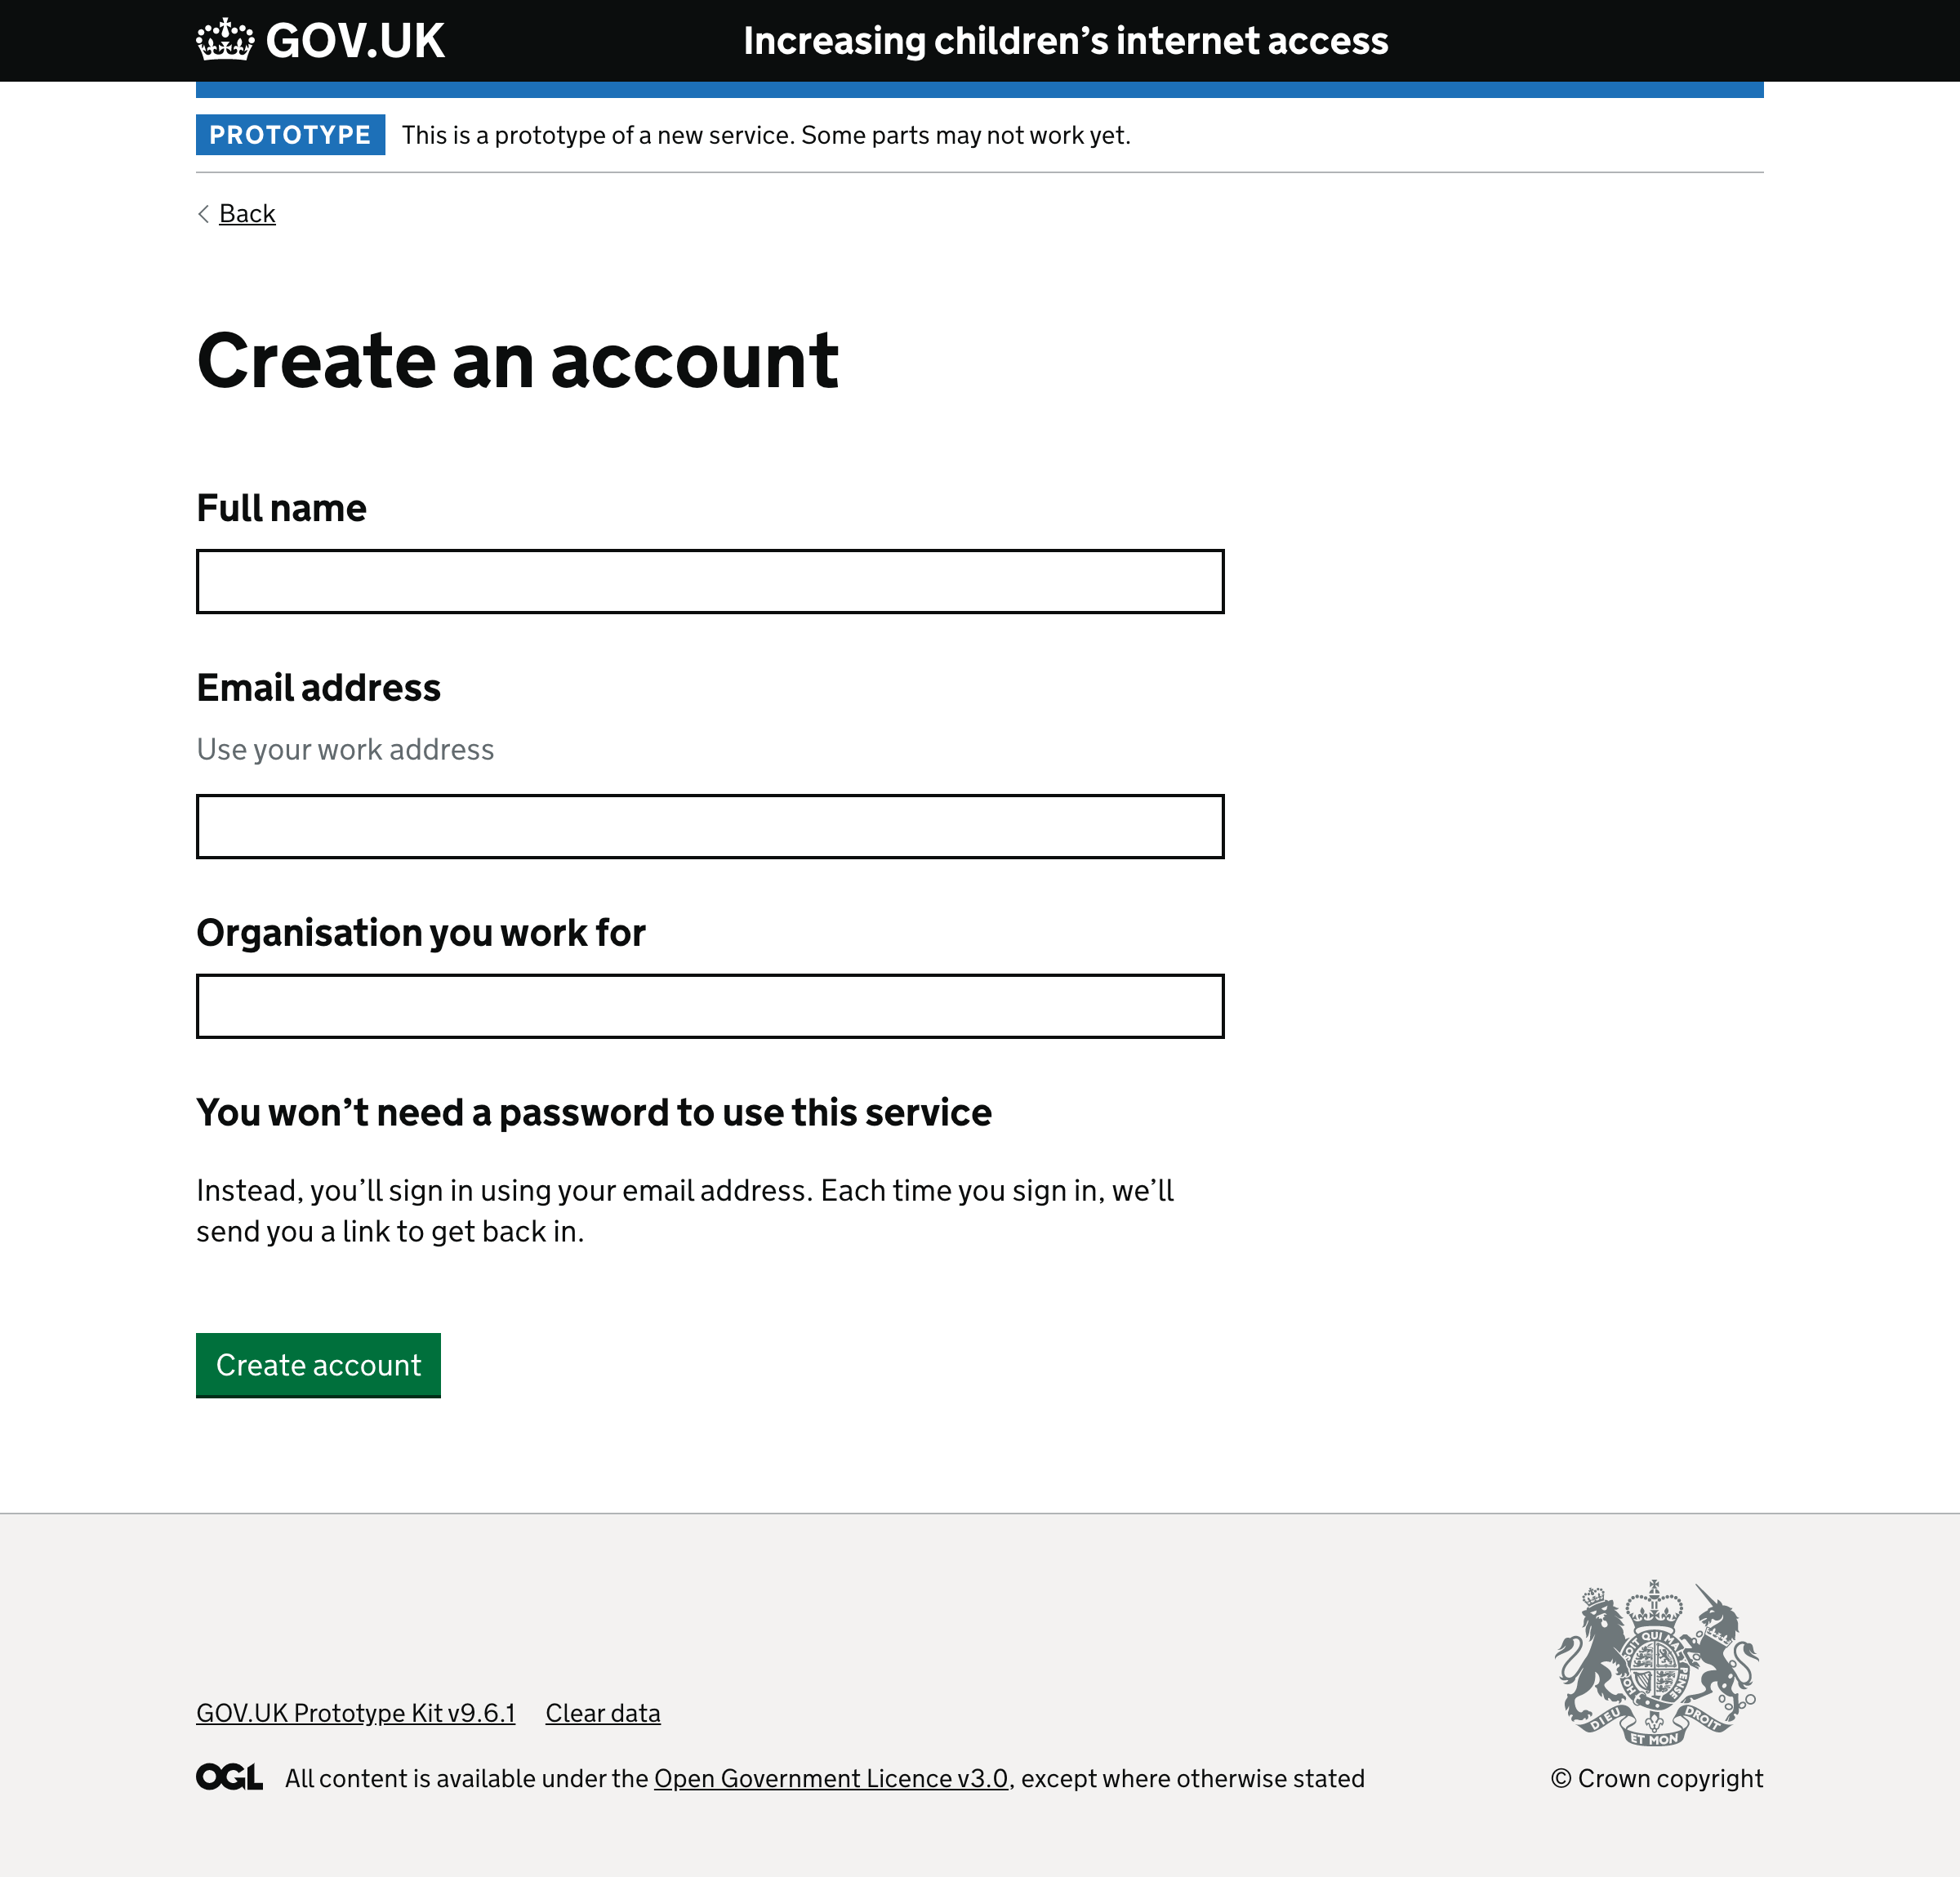 GOV.UK
Increasing children’s internet access
PROTOTYPE
This is a prototype of a new service. Some parts may not work yet.
Back
Create an account
Full name
Email address
Use your work address
Organisation you work for
You won’t need a password to use this service
Instead, you’ll sign in using your email address. Each time you sign in, we’ll
send you a link to get back in.
Create account
GOV.UK Prototype Kit v9.6.1
Clear data
OGL
All content is available under the Open Government Licence v3.0, except where otherwise stated
DIEU
ET MON
DROIT
© Crown copyright